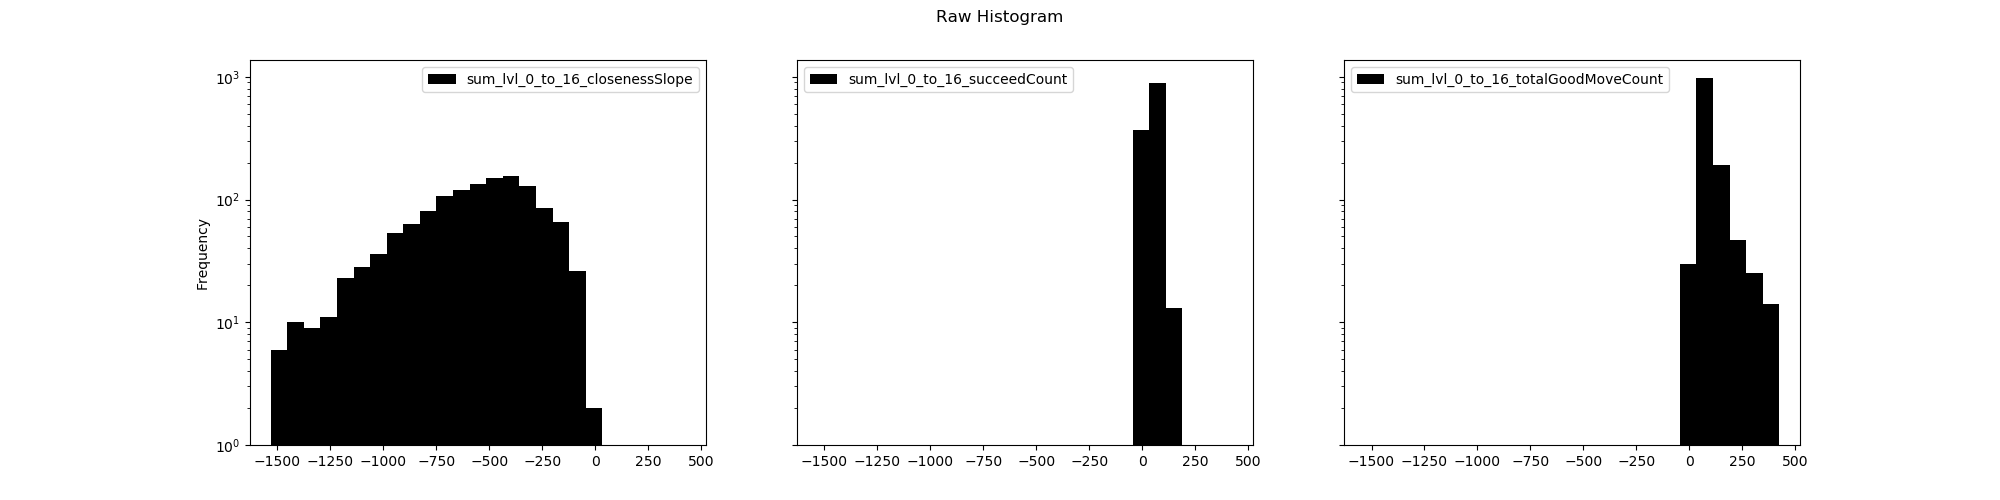 Raw Histogram
Frequency
10³
10²
10¹
10⁰
sum_lvl_0_to_16_closenessSlope
−1500 −1250 −1000 −750 −500 −250 0 250 500
sum_lvl_0_to_16_succeedCount
−1500 −1250 −1000 −750 −500 −250 0 250 500
sum_lvl_0_to_16_totalGoodMoveCount
−1500 −1250 −1000 −750 −500 −250 0 250 500